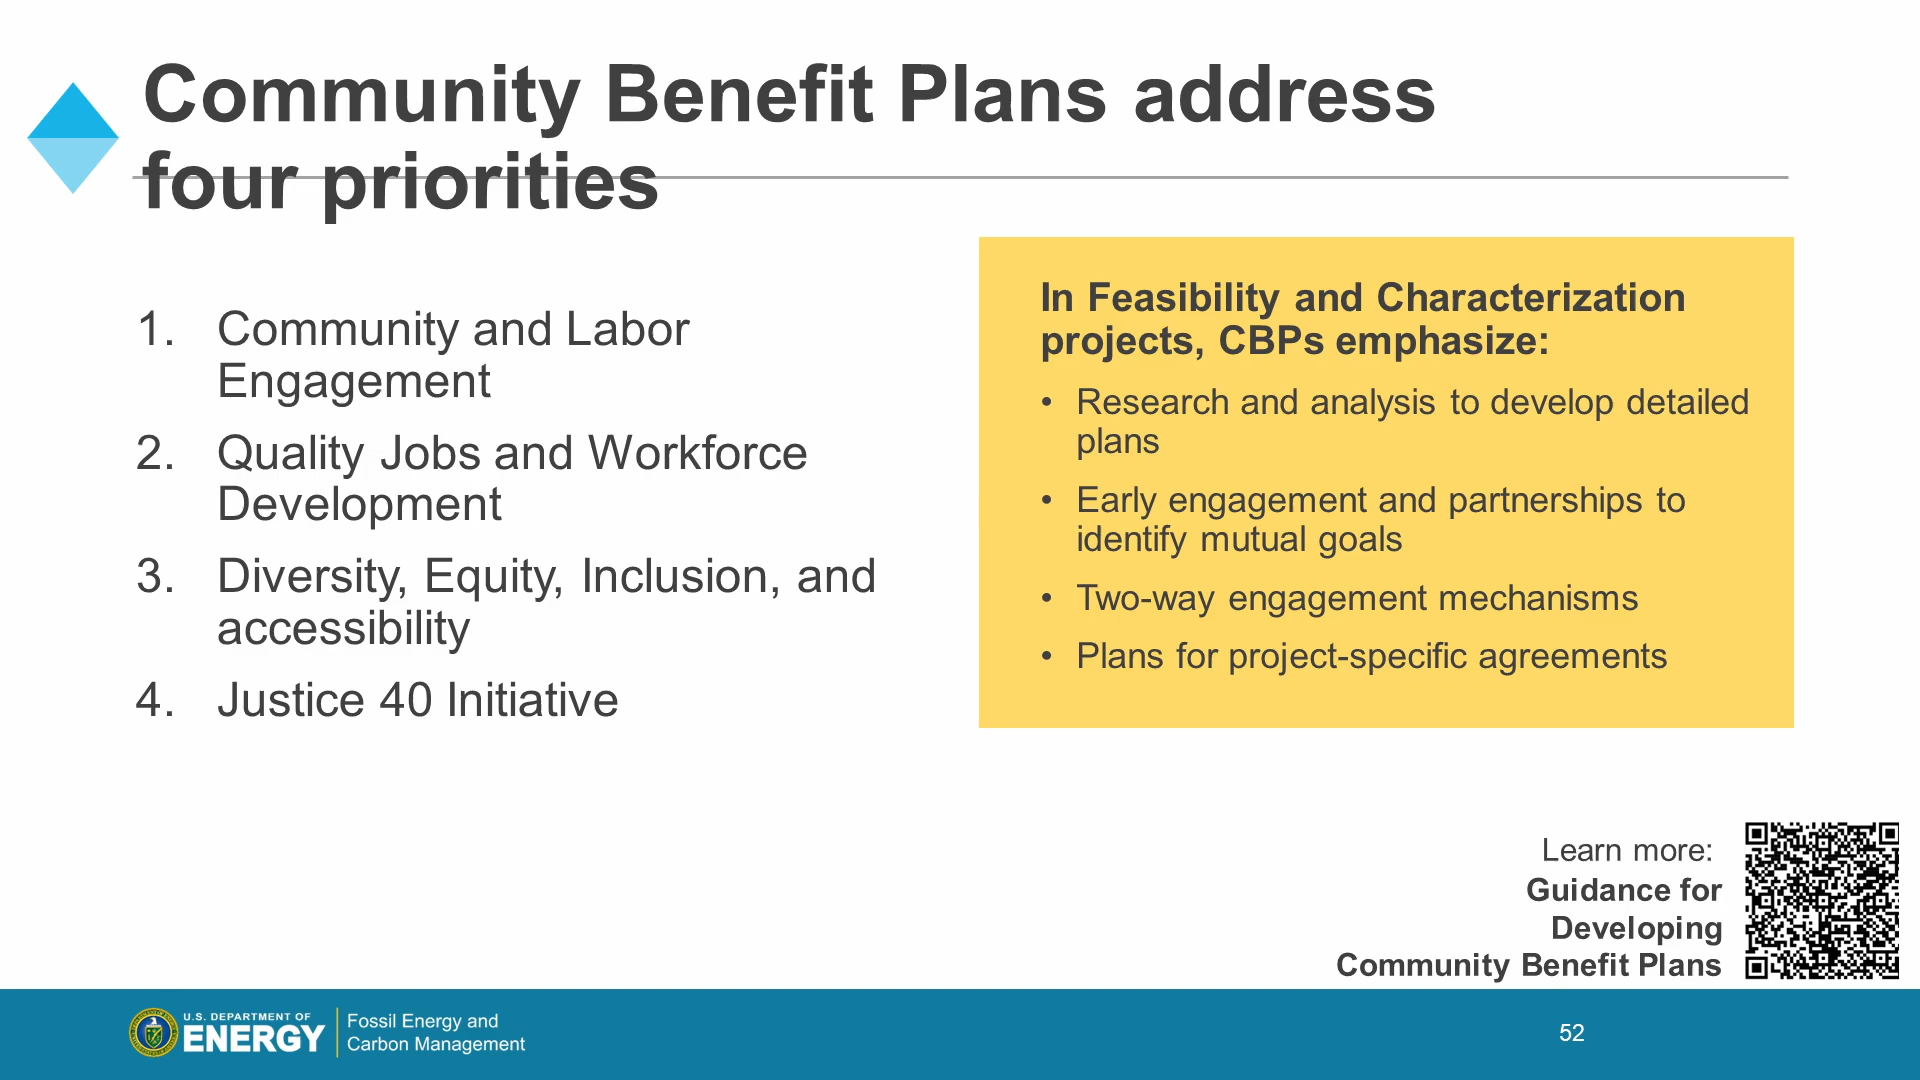 Community Benefit Plans address
four priorities
1. Community and Labor
Engagement
2. Quality Jobs and Workforce
Development
3. Diversity, Equity, Inclusion, and
accessibility
4. Justice 40 Initiative
In Feasibility and Characterization
projects, CBPs emphasize:
• Research and analysis to develop detailed
plans
• Early engagement and partnerships to
identify mutual goals
• Two-way engagement mechanisms
• Plans for project-specific agreements
Learn more:
Guidance for
Developing
Community Benefit Plans
U.S. DEPARTMENT OF
ENERGY
Fossil Energy and
Carbon Management
52